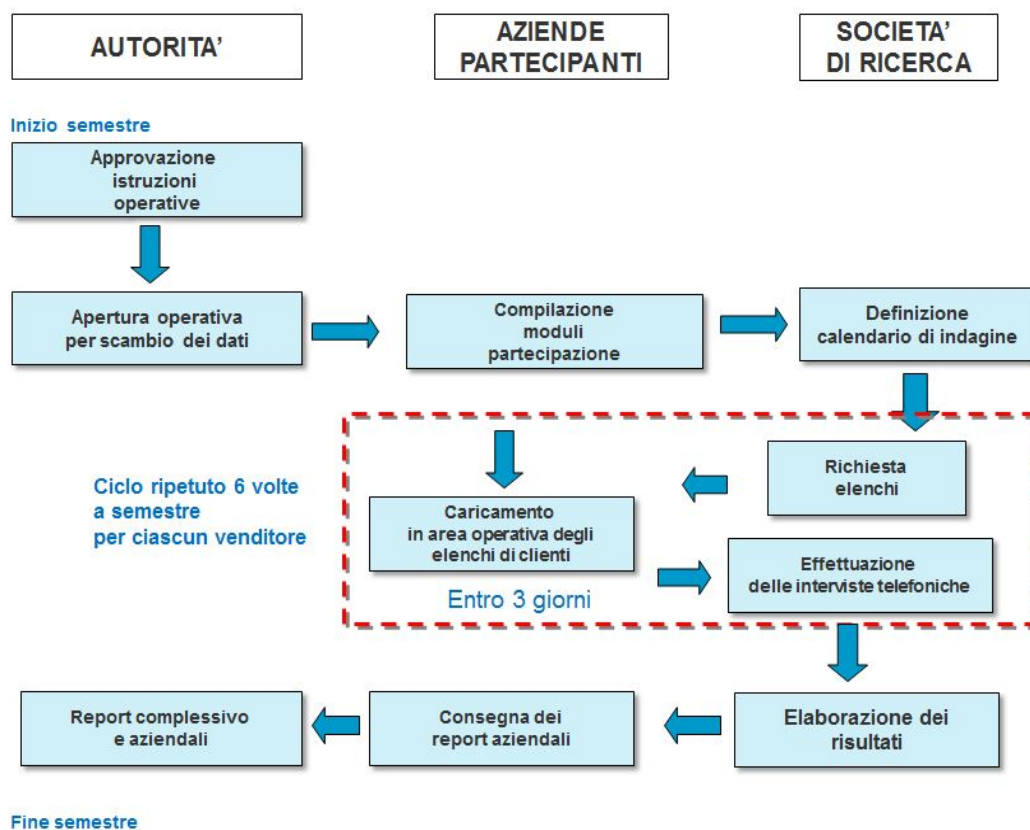 AUTORITA'
AZIENDE
PARTECIPANTI
SOCIETA'
DI RICERCA
Inizio semestre
Approvazione
istruzioni
operative
Apertura operativa
per scambio dei dati
Compilazione
moduli
partecipazione
Definizione
calendario di indagine
Ciclo ripetuto 6 volte
a semestre
per ciascun venditore
Richiesta
elenchi
Caricamento
in area operativa degli
elenchi di clienti
Entro 3 giorni
Effettuazione
delle interviste telefoniche
Report complessivo
e aziendali
Consegna dei
report aziendali
Elaborazione dei
risultati
Fine semestre